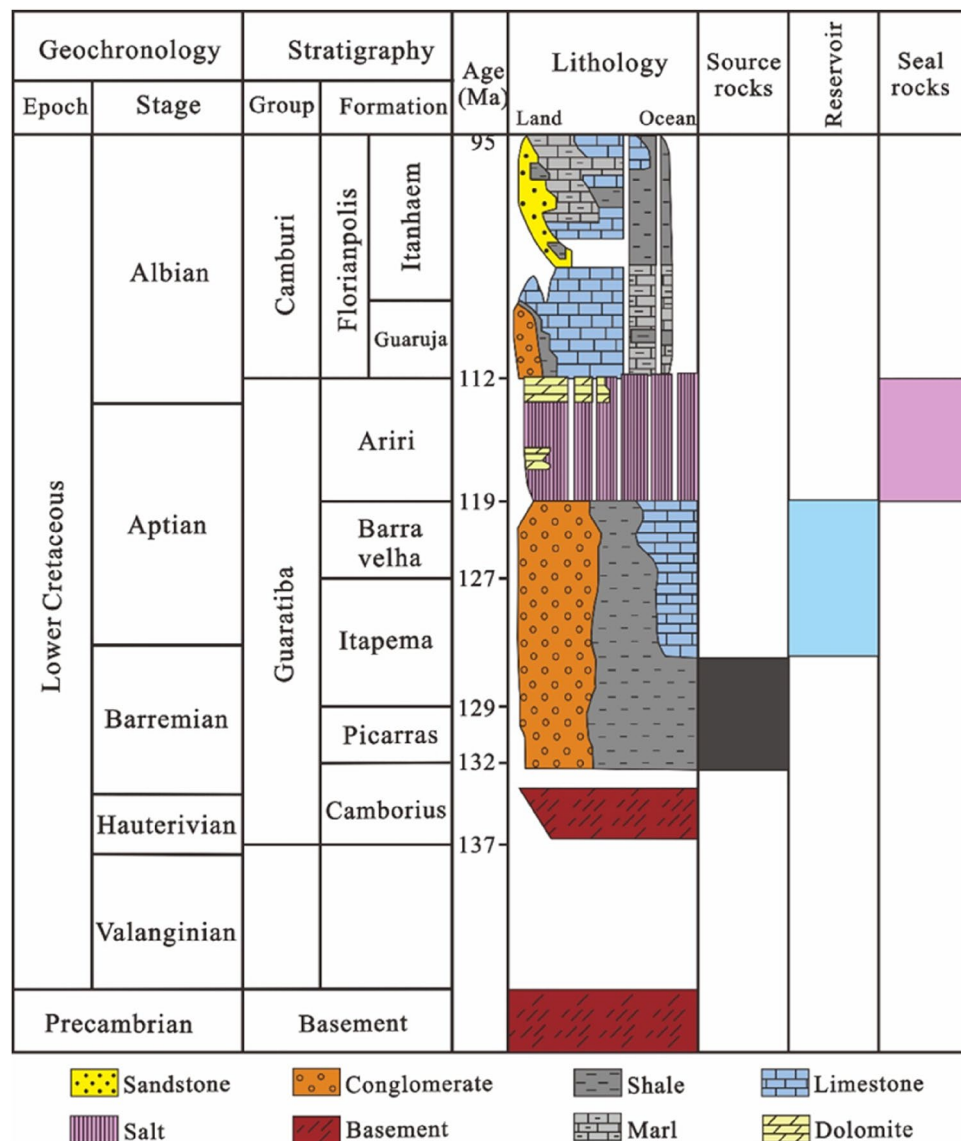 Geochronology
Stratigraphy
Age
(Ma)
Lithology
Land
Ocean
Source
rocks
Reservoir
Seal
rocks
Epoch
Stage
Group
Formation
95
Albian
Camburi
Florianpolis
Itanhaem
Guaruja
112
Lower Cretaceous
Aptian
Guaratiba
Ariri
119
Barra
velha
127
Itapema
Barremian
129
Picarras
132
Hauterivian
Camborius
137
Valanginian
Precambrian
Basement
Sandstone
Conglomerate
Shale
Limestone
Salt
Basement
Marl
Dolomite